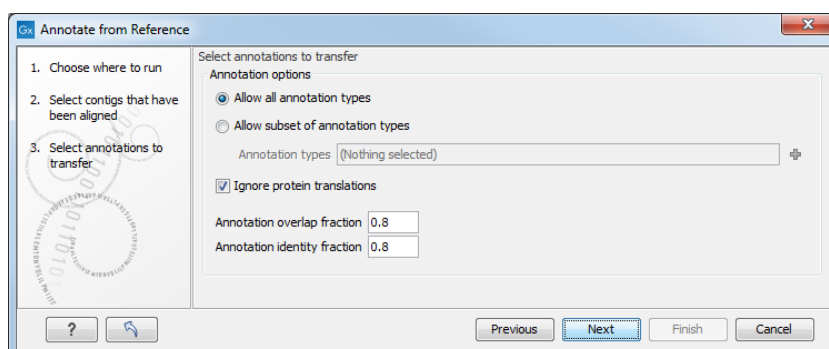 Gx Annotate from Reference
1. Choose where to run
2. Select contigs that have
been aligned
3. Select annotations to
transfer
Select annotations to transfer
Annotation options
Allow all annotation types
Allow subset of annotation types
Annotation types (Nothing selected)
Ignore protein translations
Annotation overlap fraction 0.8
Annotation identity fraction 0.8
? Previous Next Finish Cancel